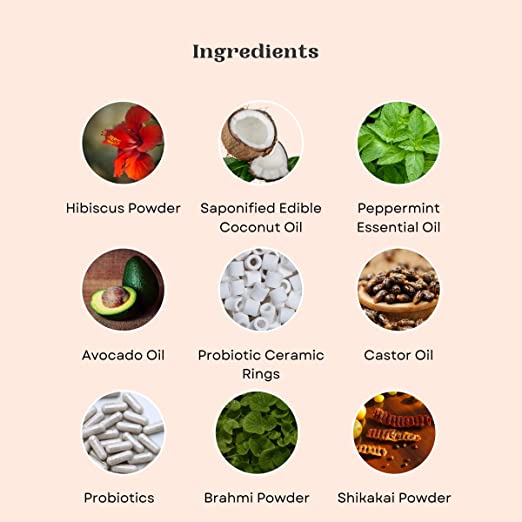 Ingredients
Hibiscus Powder
Saponified Edible
Coconut Oil
Peppermint
Essential Oil
Avocado Oil
Probiotic Ceramic
Rings
Castor Oil
Probiotics
Brahmi Powder
Shikakai Powder